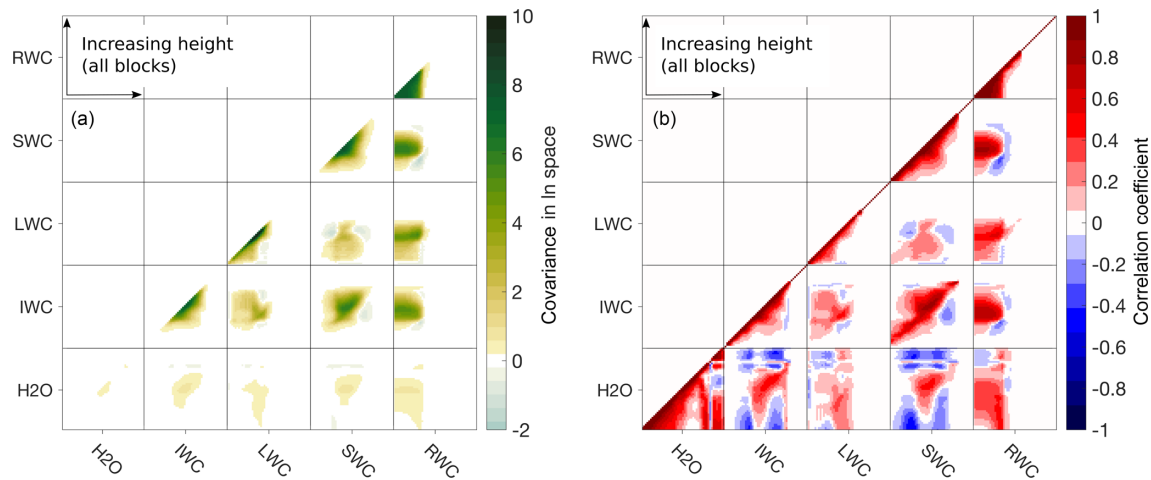 Increasing height
(all blocks)
(a)
RWC
SWC
LWC
IWC
H2O
H2O
IWC
LWC
SWC
RWC
10
8
6
4
2
0
-2
Covariance in ln space
Increasing height
(all blocks)
(b)
RWC
SWC
LWC
IWC
H2O
H2O
IWC
LWC
SWC
RWC
1
0.8
0.6
0.4
0.2
0
-0.2
-0.4
-0.6
-0.8
-1
Correlation coefficient